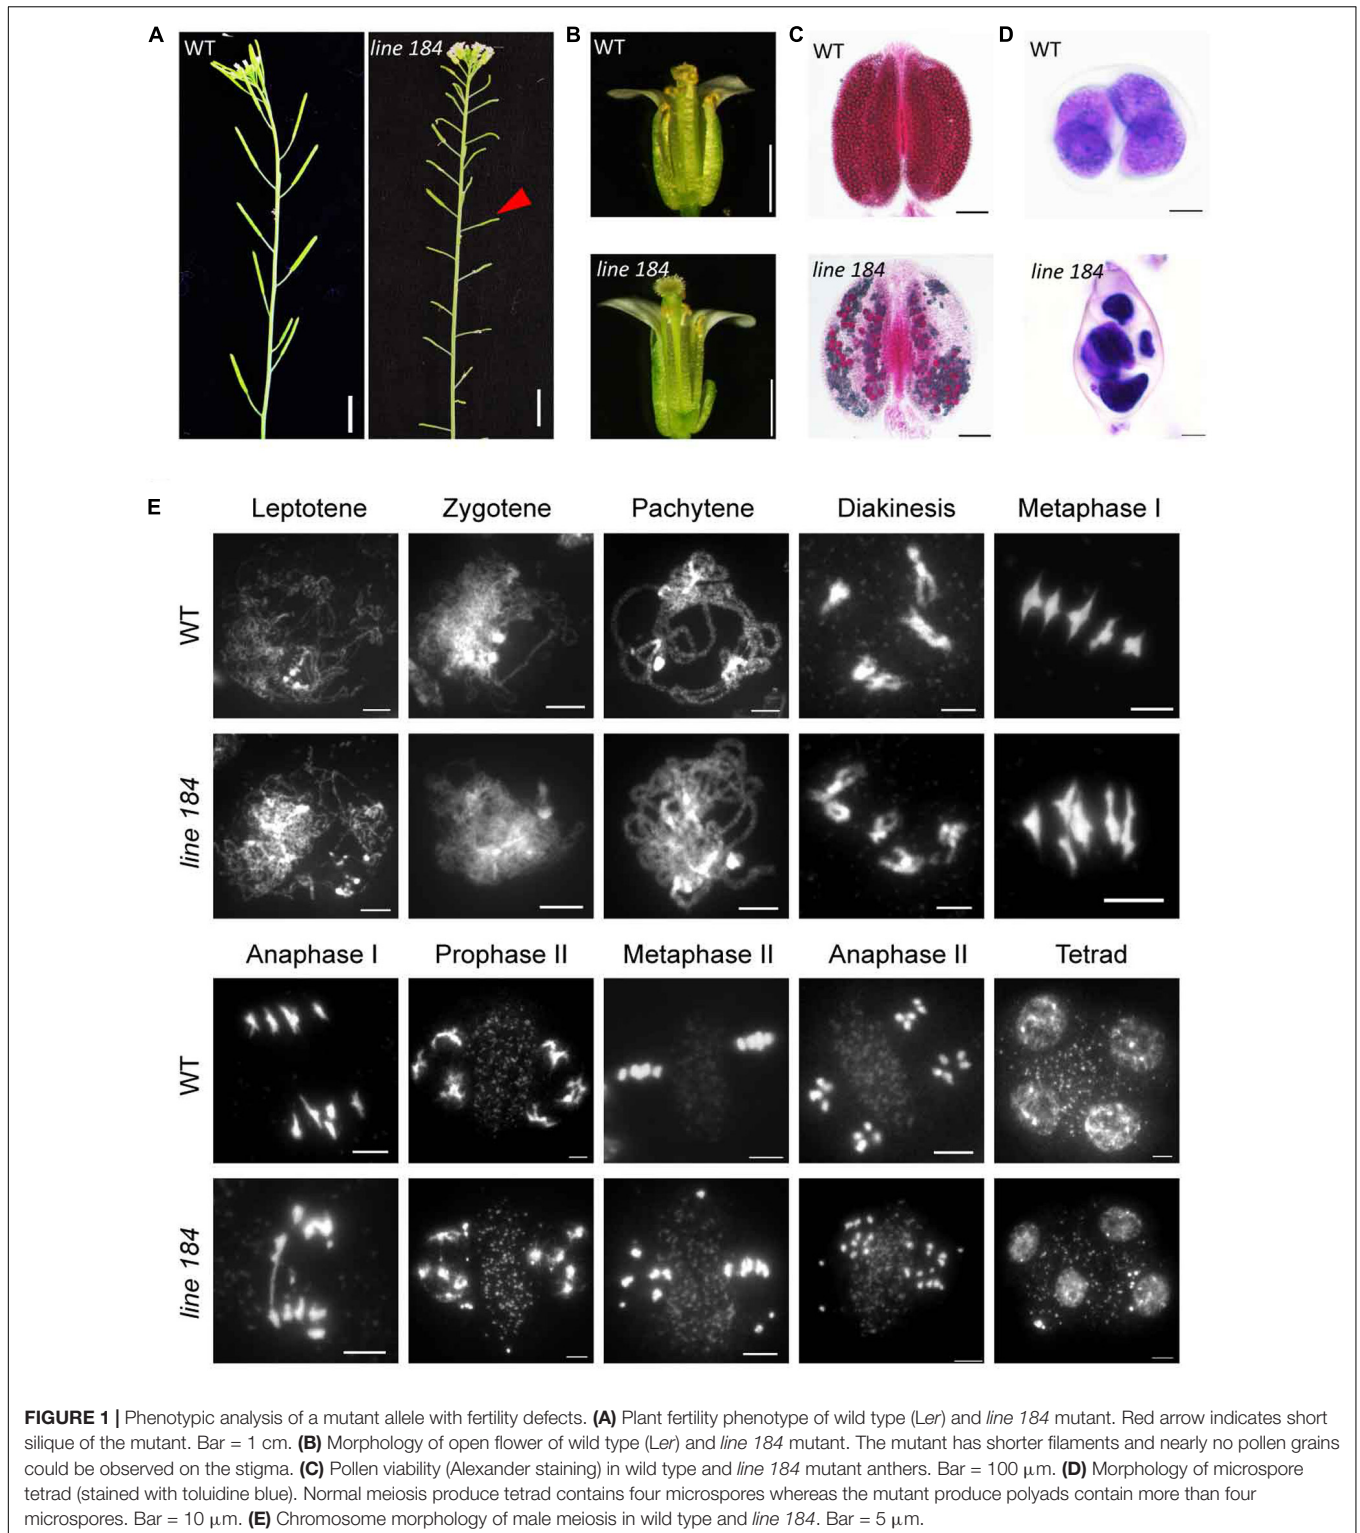 A
WT
line 184
B
WT
line 184
C
WT
line 184
D
WT
line 184
E
Leptotene Zygotene Pachytene Diakinesis Metaphase I
WT
line 184
Anaphase I Prophase II Metaphase II Anaphase II Tetrad
WT
line 184
FIGURE 1 | Phenotypic analysis of a mutant allele with fertility defects. (A) Plant fertility phenotype of wild type (Ler) and line 184 mutant. Red arrow indicates short
silique of the mutant. Bar = 1 cm. (B) Morphology of open flower of wild type (Ler) and line 184 mutant. The mutant has shorter filaments and nearly no pollen grains
could be observed on the stigma. (C) Pollen viability (Alexander staining) in wild type and line 184 mutant anthers. Bar = 100 μm. (D) Morphology of microspore
tetrad (stained with toluidine blue). Normal meiosis produce tetrad contains four microspores whereas the mutant produce polyads contain more than four
microspores. Bar = 10 μm. (E) Chromosome morphology of male meiosis in wild type and line 184. Bar = 5 μm.